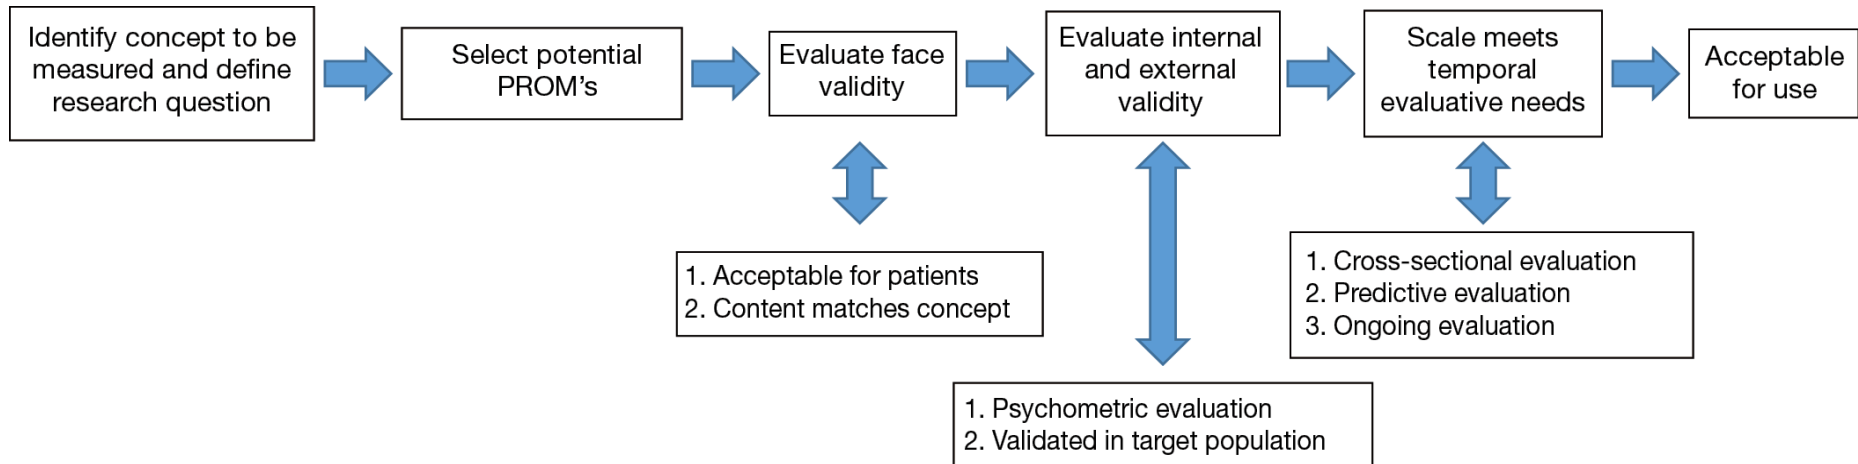 Identify concept to be
measured and define
research question
Select potential
PROM's
Evaluate face
validity
Evaluate internal
and external
validity
Scale meets
temporal
evaluative needs
Acceptable
for use
1. Acceptable for patients
2. Content matches concept
1. Psychometric evaluation
2. Validated in target population
1. Cross-sectional evaluation
2. Predictive evaluation
3. Ongoing evaluation